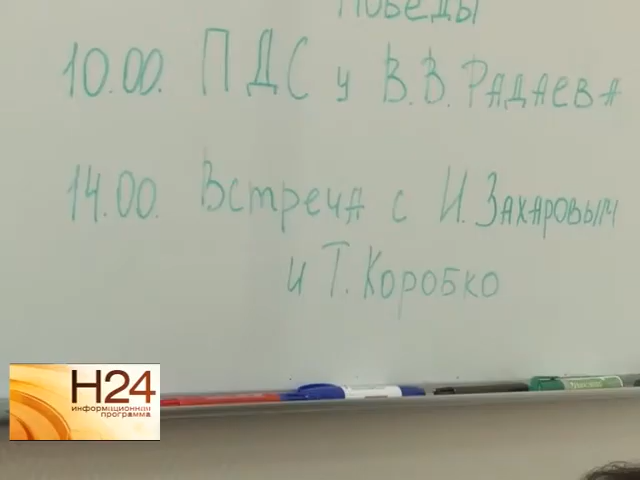 Победы
10.00. ПДС у В.В. Радаева
14.00. Встреча с И. Захаровым
и Т. Коробко
Н24
информационная
программа